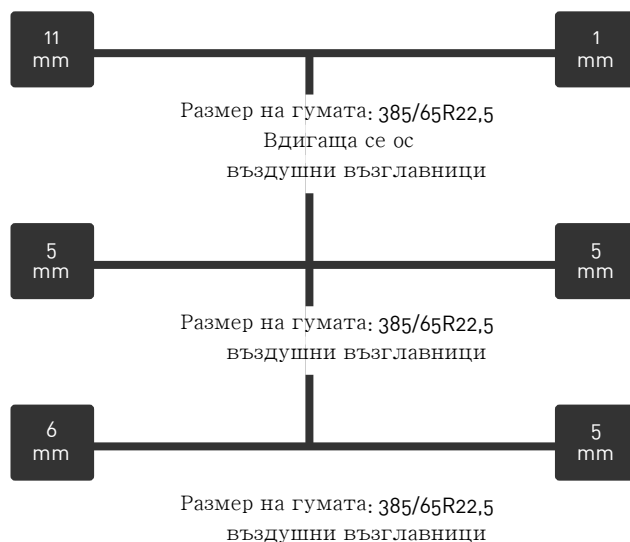 11
mm
1
mm
Размер на гумата: 385/65R22,5
Вдигаща се ос
въздушни възглавници
5
mm
5
mm
Размер на гумата: 385/65R22,5
въздушни възглавници
6
mm
5
mm
Размер на гумата: 385/65R22,5
въздушни възглавници